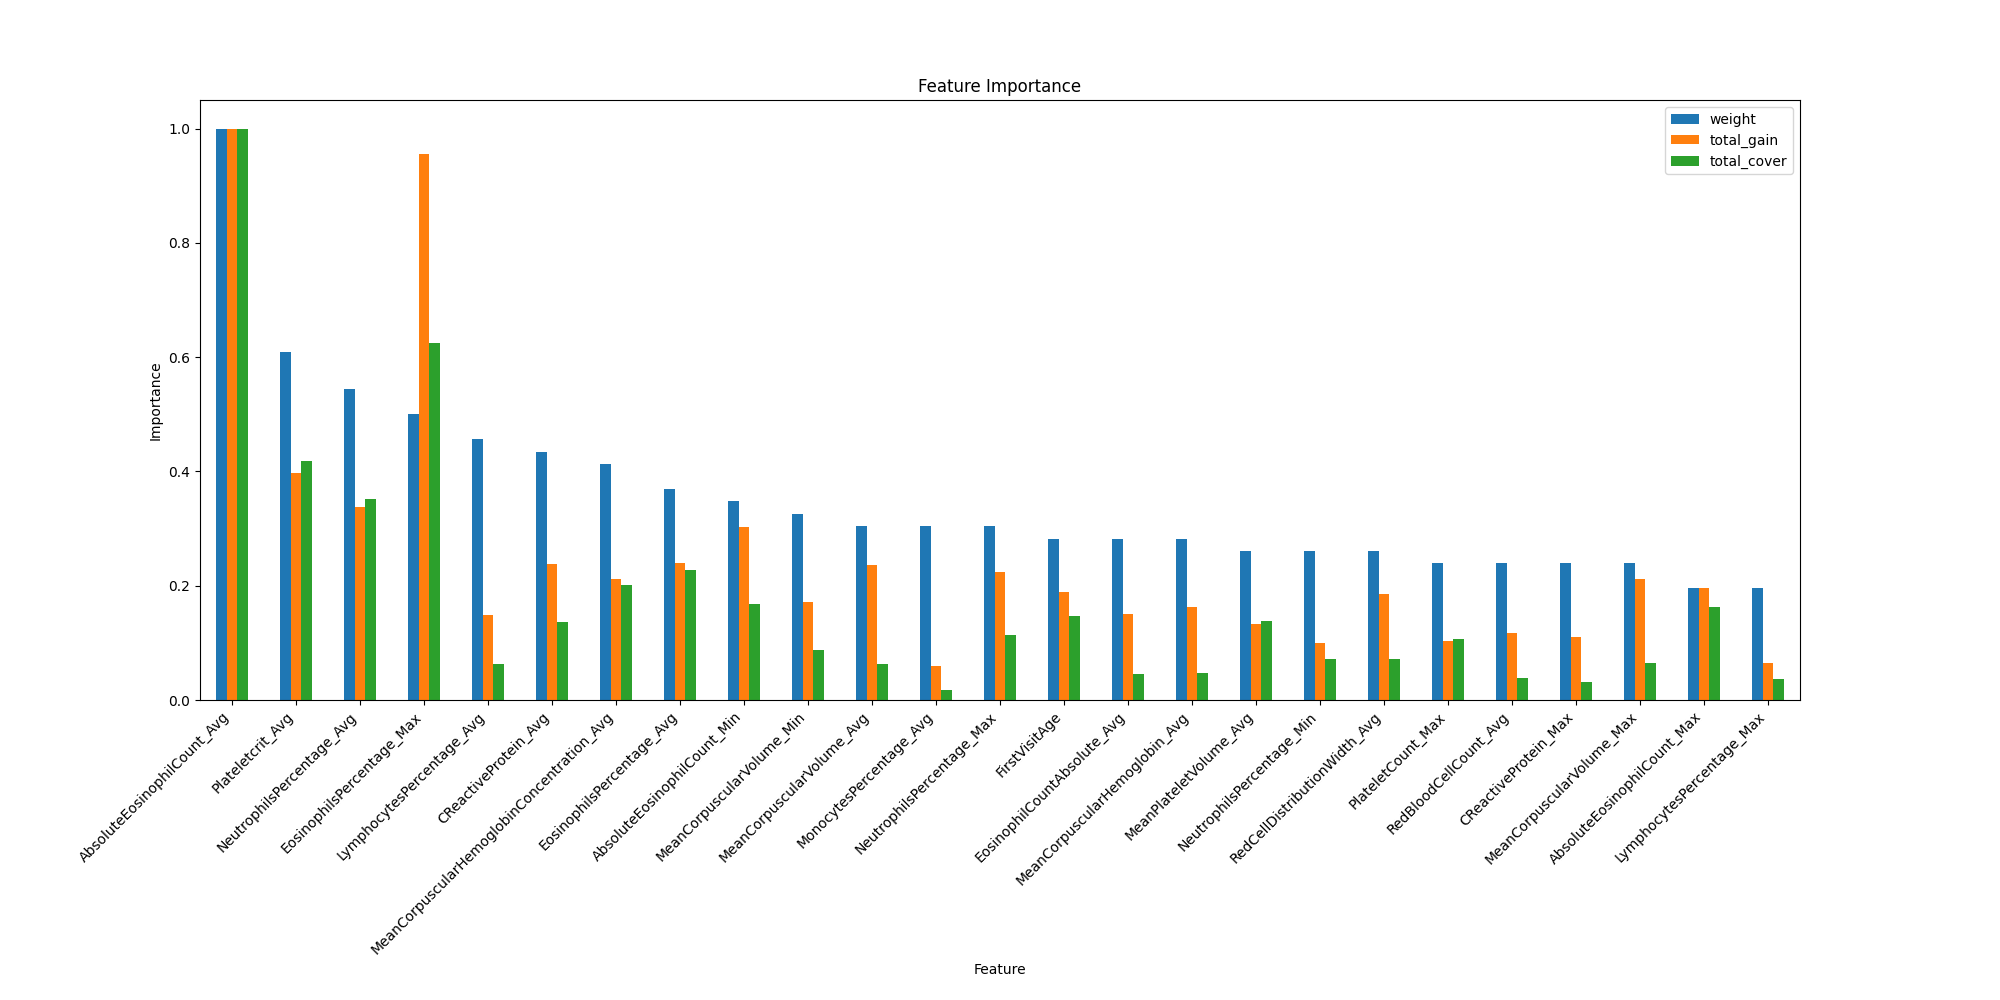 Feature Importance
weight
total_gain
total_cover
Importance
1.0
0.8
0.6
0.4
0.2
0.0
AbsoluteEosinophilCount_Avg
Plateletcrit_Avg
NeutrophilsPercentage_Avg
EosinophilsPercentage_Max
LymphocytesPercentage_Avg
CReactiveProtein_Avg
MeanCorpuscularHemoglobinConcentration_Avg
EosinophilsPercentage_Avg
AbsoluteEosinophilCount_Min
MeanCorpuscularVolume_Min
MeanCorpuscularVolume_Avg
MonocytesPercentage_Avg
NeutrophilsPercentage_Max
FirstVisitAge
EosinophilCountAbsolute_Avg
MeanCorpuscularHemoglobin_Avg
MeanPlateletVolume_Avg
NeutrophilsPercentage_Min
RedCellDistributionWidth_Avg
PlateletCount_Max
RedBloodCellCount_Avg
CReactiveProtein_Max
MeanCorpuscularVolume_Max
AbsoluteEosinophilCount_Max
LymphocytesPercentage_Max
Feature